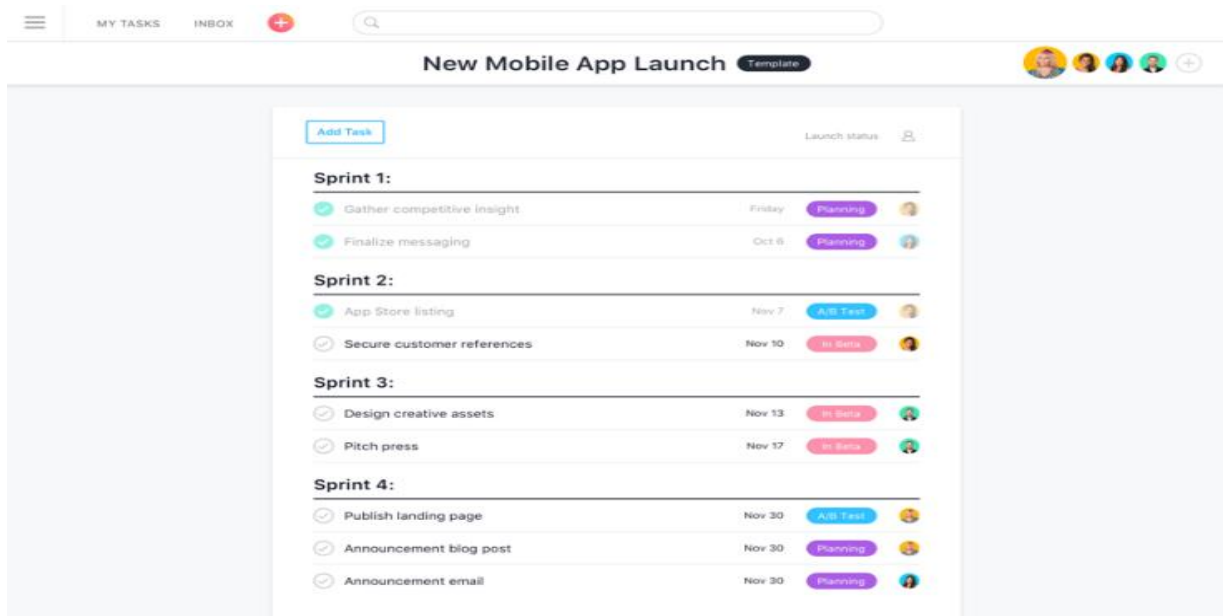 MY TASKS INBOX
New Mobile App Launch Template
Add Task
Launch status
Sprint 1:
Gather competitive insight Friday Planning
Finalize messaging Oct 6 Planning
Sprint 2:
App Store listing Nov 7 A/B Test
Secure customer references Nov 10 In Beta
Sprint 3:
Design creative assets Nov 13 In Beta
Pitch press Nov 17 In Beta
Sprint 4:
Publish landing page Nov 30 A/B Test
Announcement blog post Nov 30 Planning
Announcement email Nov 30 Planning